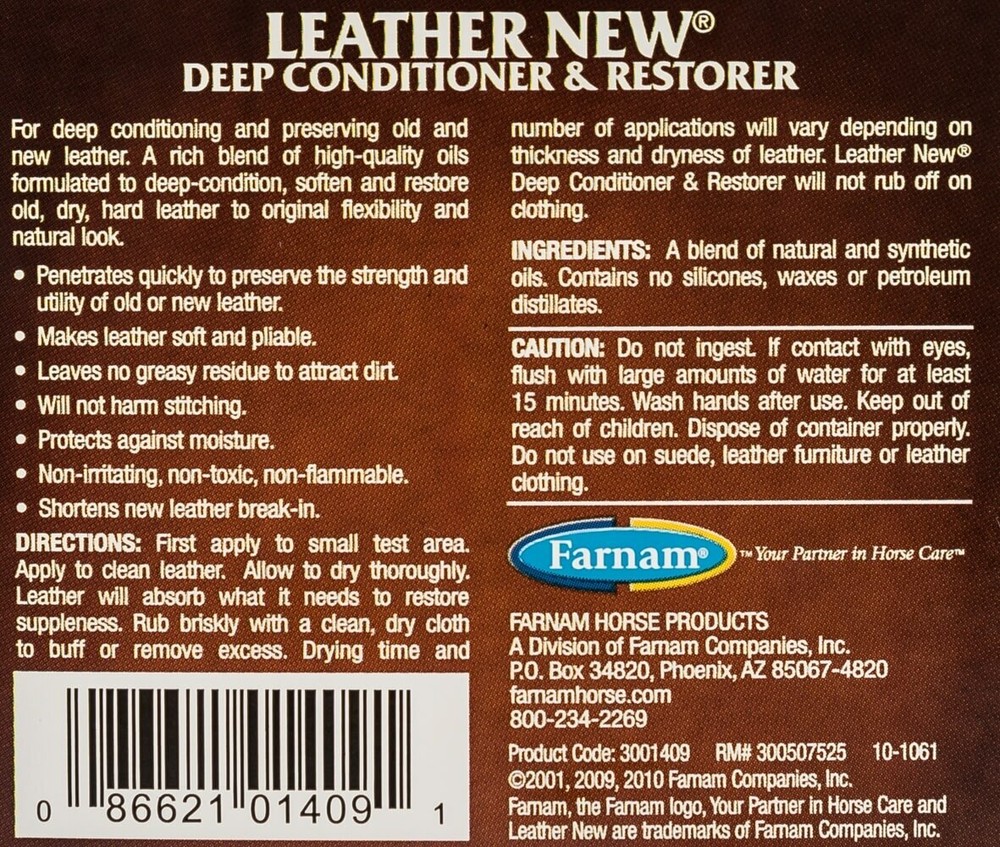 LEATHER NEW®
DEEP CONDITIONER & RESTORER
For deep conditioning and preserving old and
new leather. A rich blend of high-quality oils
formulated to deep-condition, soften and restore
old, dry, hard leather to original flexibility and
natural look.
• Penetrates quickly to preserve the strength and
utility of old or new leather.
• Makes leather soft and pliable.
• Leaves no greasy residue to attract dirt.
• Will not harm stitching.
• Protects against moisture.
• Non-irritating, non-toxic, non-flammable.
• Shortens new leather break-in.
DIRECTIONS: First apply to small test area.
Apply to clean leather. Allow to dry thoroughly.
Leather will absorb what it needs to restore
suppleness. Rub briskly with a clean, dry cloth
to buff or remove excess. Drying time and
number of applications will vary depending on
thickness and dryness of leather. Leather New®
Deep Conditioner & Restorer will not rub off on
clothing.
INGREDIENTS: A blend of natural and synthetic
oils. Contains no silicones, waxes or petroleum
distillates.
CAUTION: Do not ingest. If contact with eyes,
flush with large amounts of water for at least
15 minutes. Wash hands after use. Keep out of
reach of children. Dispose of container properly.
Do not use on suede, leather furniture or leather
clothing.
Farnam® ™ Your Partner in Horse Care™
FARNAM HORSE PRODUCTS
A Division of Farnam Companies, Inc.
P.O. Box 34820, Phoenix, AZ 85067-4820
farnamhorse.com
800-234-2269
Product Code: 3001409 RM# 300507525 10-1061
©2001, 2009, 2010 Farnam Companies, Inc.
Farnam, the Farnam logo, Your Partner in Horse Care and
Leather New are trademarks of Farnam Companies, Inc.
0 86621 01409 1